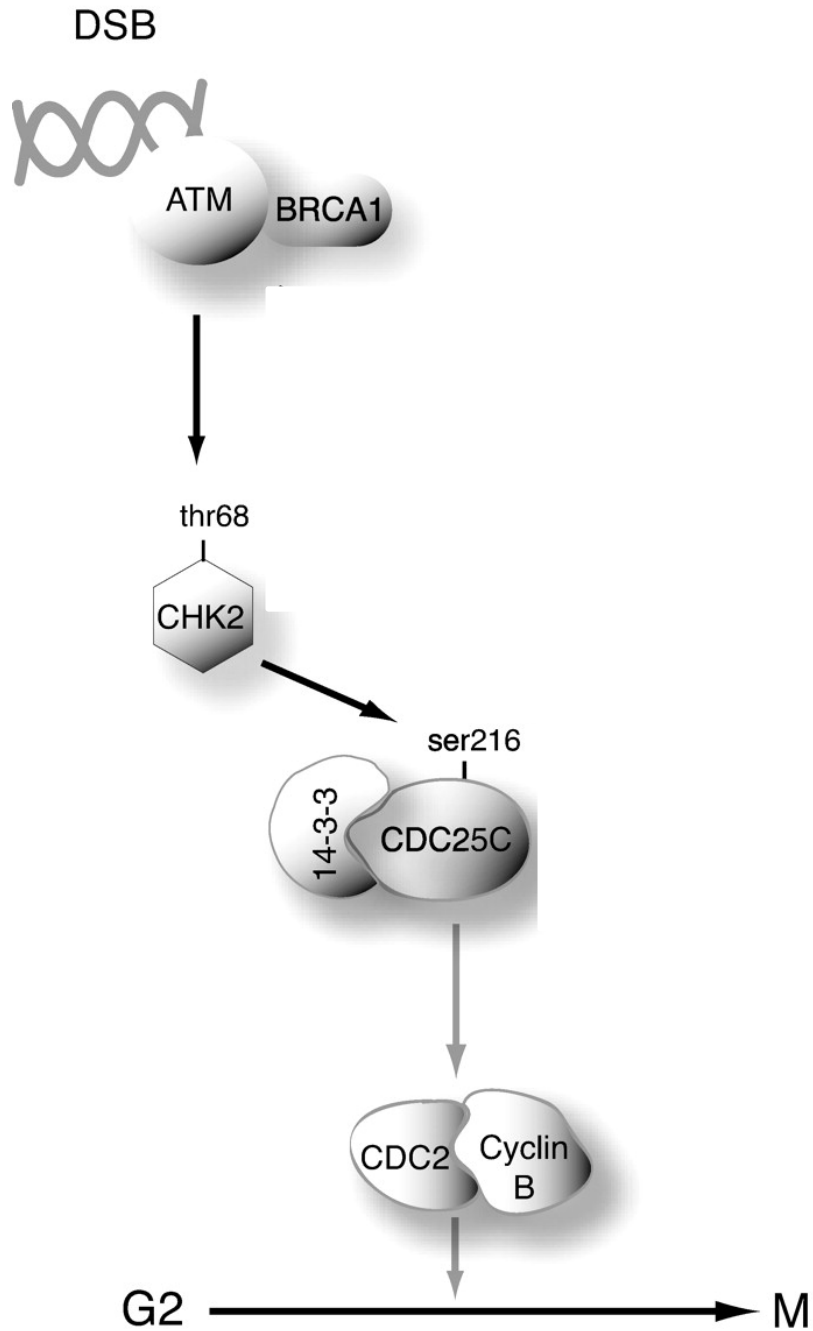 DSB
ATM
BRCA1
thr68
CHK2
ser216
14-3-3
CDC25C
CDC2
Cyclin
B
G2
M